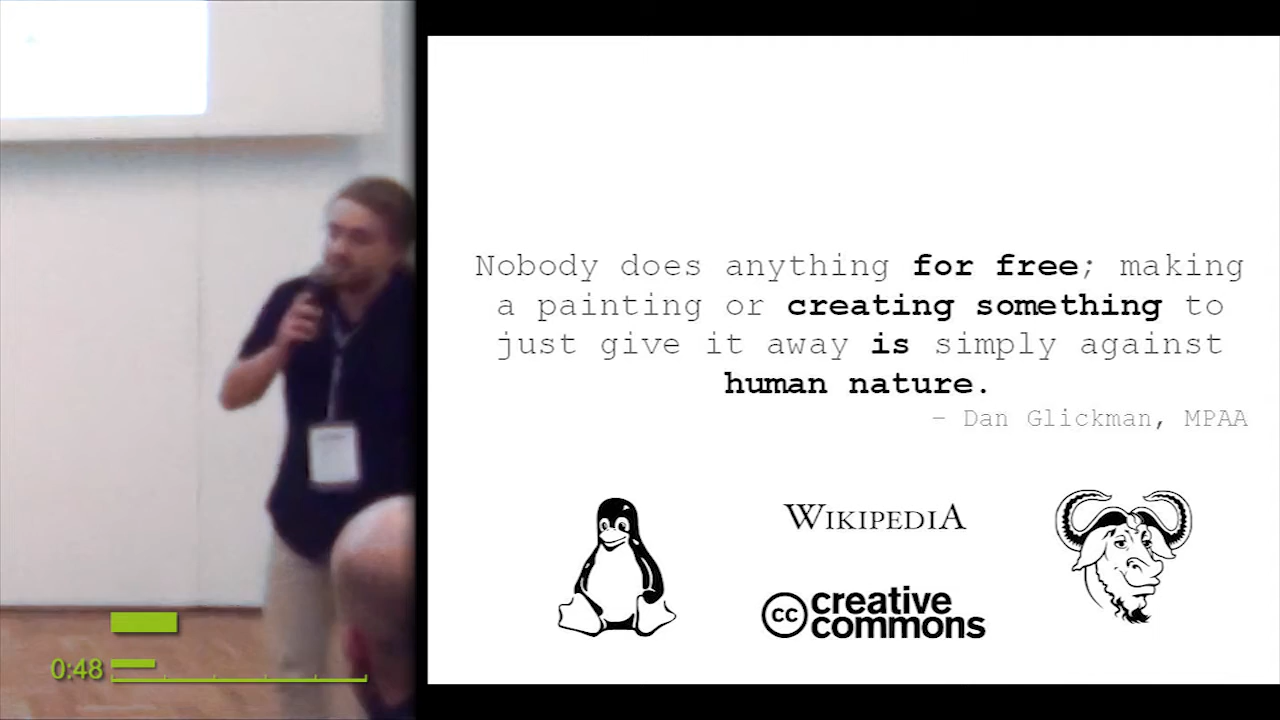 Nobody does anything for free; making
a painting or creating something to
just give it away is simply against
human nature.
– Dan Glickman, MPAA
WIKIPEDIA
cc creative
commons
0:48